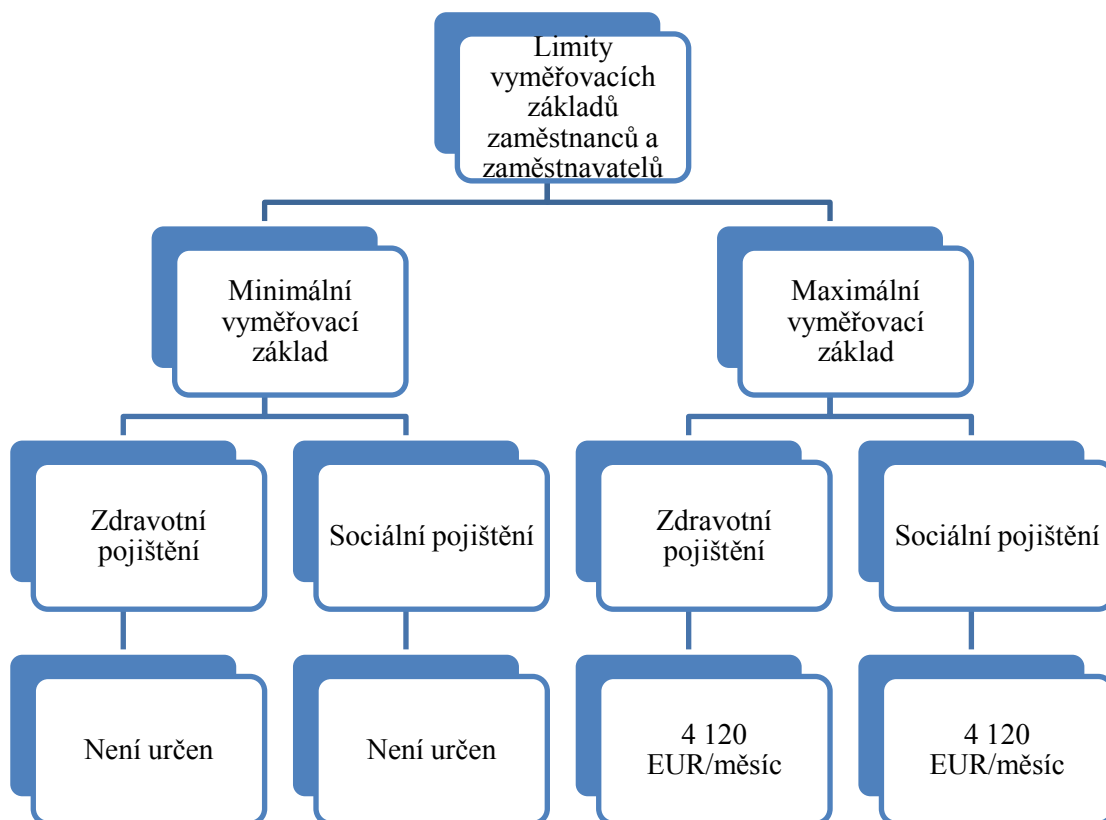 Limity
vyměřovacích
základů
zaměstnanců a
zaměstnavatelů
Minimální
vyměřovací
základ
Maximální
vyměřovací
základ
Zdravotní
pojištění
Sociální pojištění
Zdravotní
pojištění
Sociální pojištění
Není určen
Není určen
4 120
EUR/měsíc
4 120
EUR/měsíc